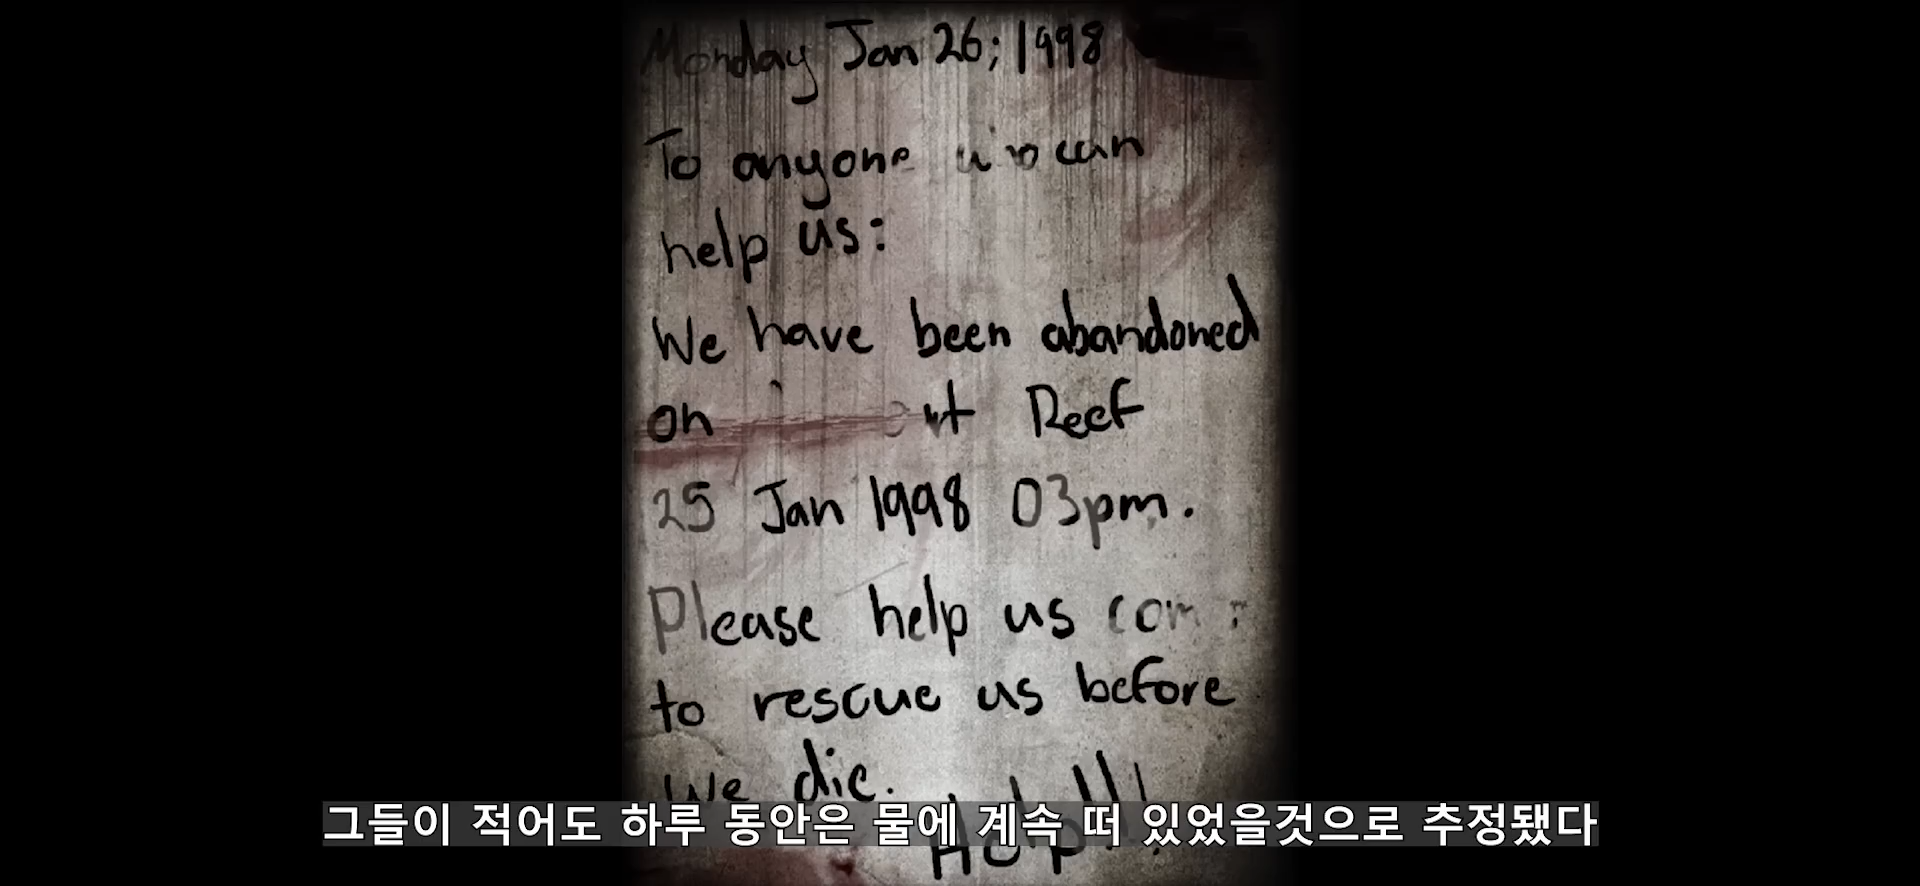 Monday Jan 26; 1998
To anyone can
help us:
We have been abandoned
on Reef
25 Jan 1998 03pm.
Please help us
to rescue us before
we die.
Help!!!
그들이 적어도 하루 동안은 물에 계속 떠 있었을것으로 추정됐다